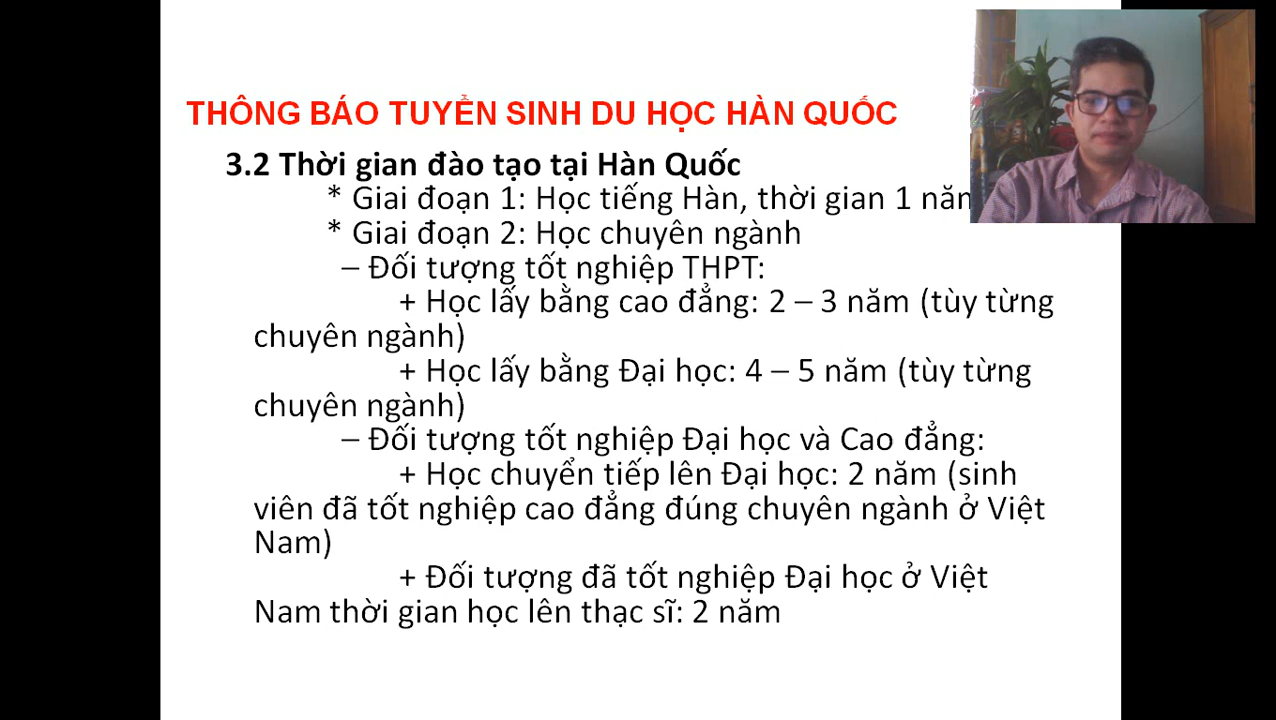 THÔNG BÁO TUYỂN SINH DU HỌC HÀN QUỐC
3.2 Thời gian đào tạo tại Hàn Quốc
* Giai đoạn 1: Học tiếng Hàn, thời gian 1
* Giai đoạn 2: Học chuyên ngành
– Đối tượng tốt nghiệp THPT:
+ Học lấy bằng cao đẳng: 2 – 3 năm (tùy từng
chuyên ngành)
+ Học lấy bằng Đại học: 4 – 5 năm (tùy từng
chuyên ngành)
– Đối tượng tốt nghiệp Đại học và Cao đẳng:
+ Học chuyển tiếp lên Đại học: 2 năm (sinh
viên đã tốt nghiệp cao đẳng đúng chuyên ngành ở Việt
Nam)
+ Đối tượng đã tốt nghiệp Đại học ở Việt
Nam thời gian học lên thạc sĩ: 2 năm